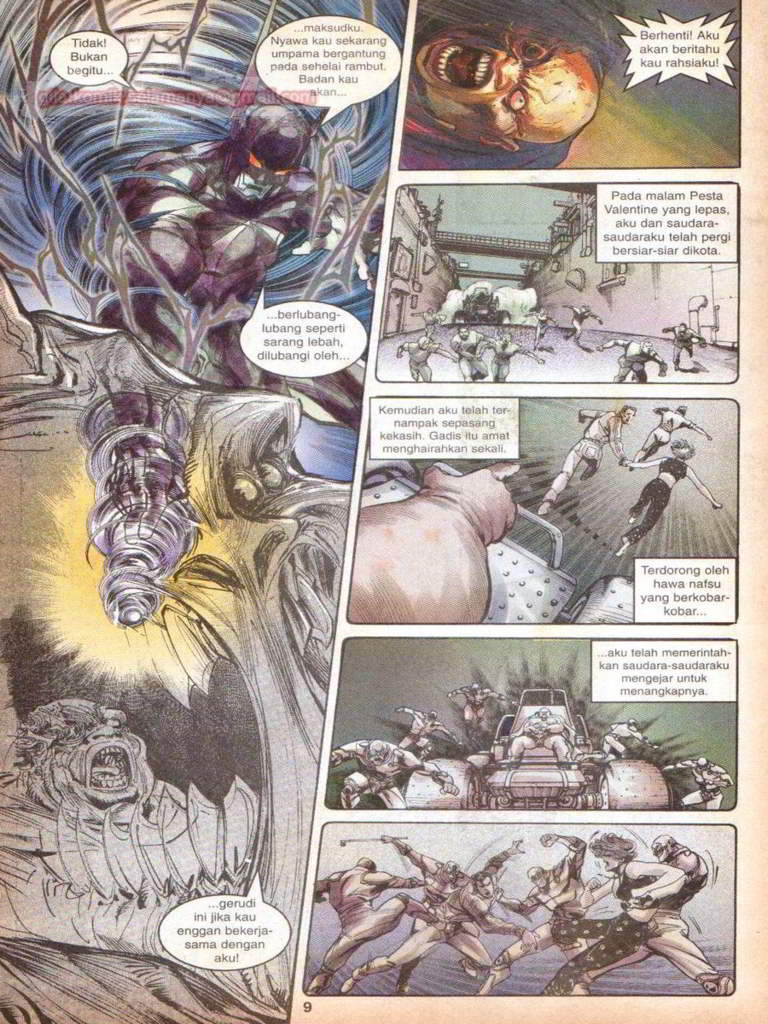 Tidak!
Bukan
begitu...
...maksudku.
Nyawa kau sekarang
umpama bergantung
pada sehelai rambut.
Badan kau
akan...
...berlubang-
lubang seperti
sarang lebah,
dilubangi oleh...
...gerudi
ini jika kau
enggan bekerja-
sama dengan
aku!
Berhenti! Aku
akan beritahu
kau rahsiaku!
Pada malam Pesta
Valentine yang lepas,
aku dan saudara-
saudaraku telah pergi
bersiar-siar dikota.
Kemudian aku telah ter-
nampak sepasang
kekasih. Gadis itu amat
menghairahkan sekali.
Terdorong oleh
hawa nafsu
yang berkobar-
kobar...
...aku telah memerintah-
kan saudara-saudaraku
mengejar untuk
menangkapnya.
9